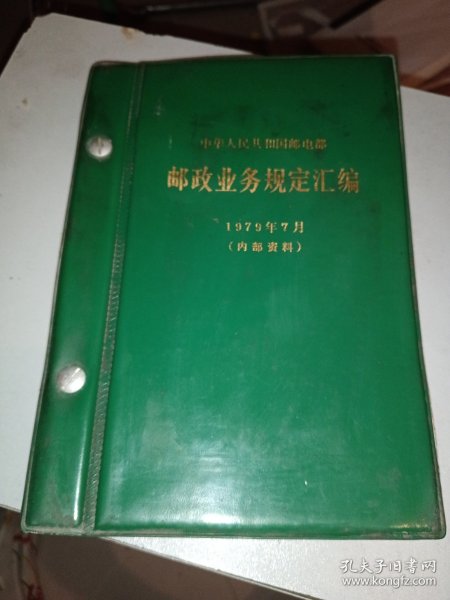 中华人民共和国邮电部
邮政业务规定汇编
1979年7月
(内部资料)
孔夫子旧书网
www.kongfz.com